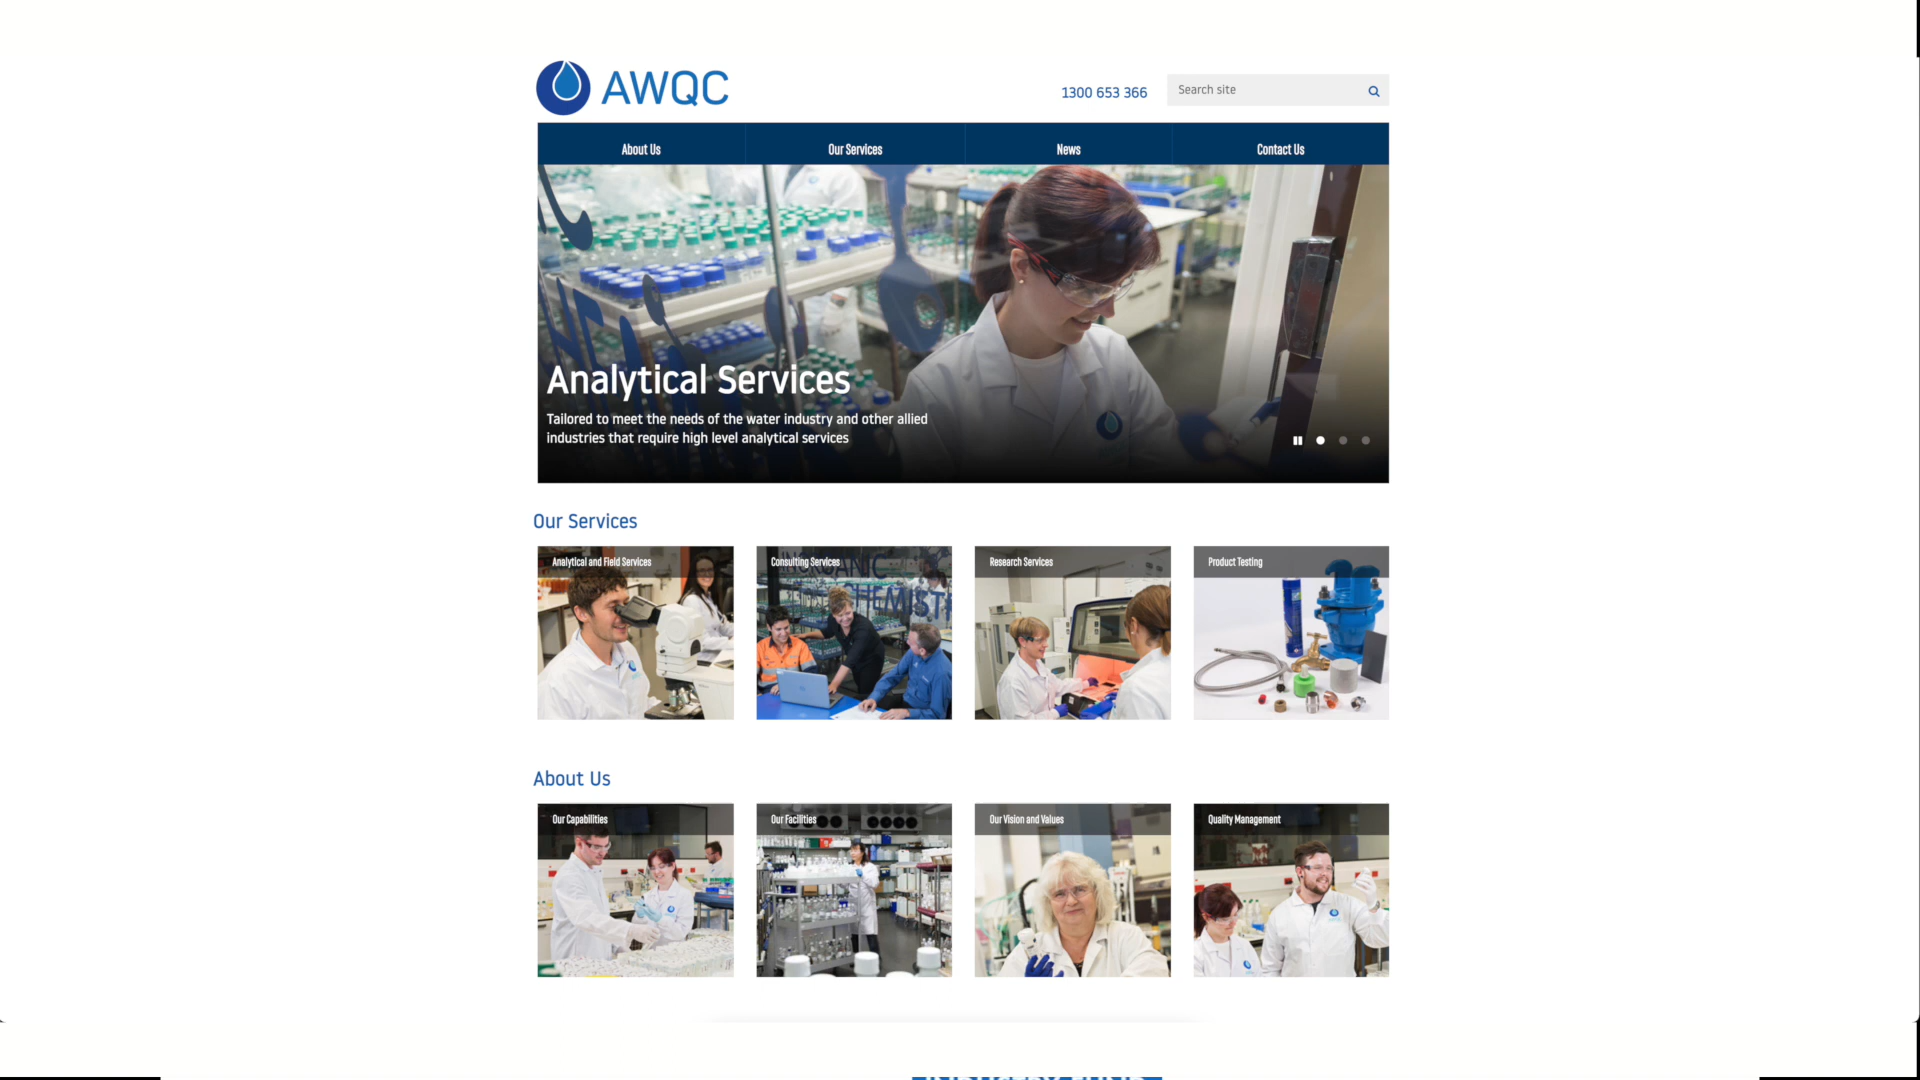 AWQC
1300 653 366
Search site
About Us
Our Services
News
Contact Us
Analytical Services
Tailored to meet the needs of the water industry and other allied
industries that require high level analytical services
Our Services
Analytical and Field Services
Consulting Services
Research Services
Product Testing
INORGANIC
CHEMIST
About Us
Our Capabilities
Our Facilities
Our Vision and Values
Quality Management